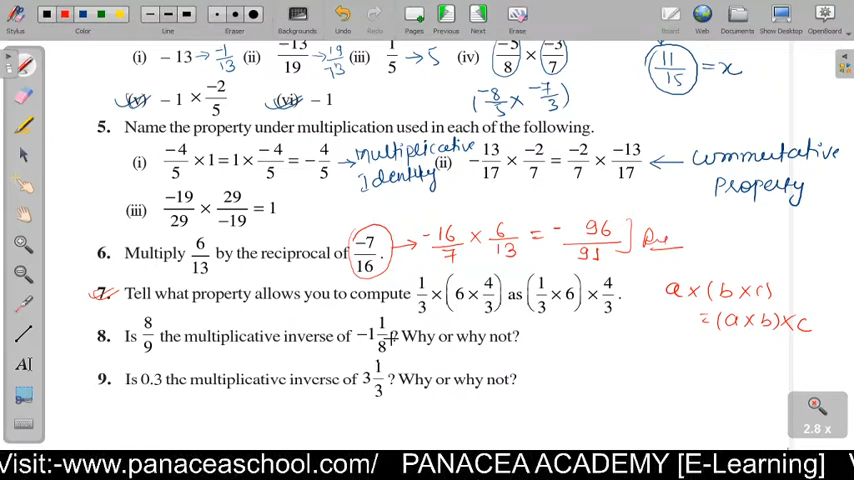 Stylus Color Line Eraser Backgrounds Undo Redo Pages Previous Next Erase Board Show Desktop OpenBoard
(i) – 13 → -1/13 (ii) -13/19 → 19/13 (iii) 1/5 → 5 (iv) -5/8 × -3/7 11/15 = x
(v) – 1 × -2/5 (vi) – 1 (-8/5 × -7/3)
5. Name the property under multiplication used in each of the following.
(i) -4/5 × 1 = 1 × -4/5 = – 4/5 → Multiplicative Identity (ii) – 13/17 × -2/7 = -2/7 × -13/17 ← Commutative Property
(iii) -19/29 × 29/-19 = 1
6. Multiply 6/13 by the reciprocal of -7/16. → -16/7 × 6/13 = - 96/91
7. Tell what property allows you to compute 1/3 × (6 × 4/3) as (1/3 × 6) × 4/3. a × (b × c)
= (a × b) × c
8. Is 8/9 the multiplicative inverse of –1 1/8? Why or why not?
9. Is 0.3 the multiplicative inverse of 3 1/3? Why or why not?
2.8 x
Visit:-www.panaceaschool.com/ PANACEA ACADEMY [E-Learning]